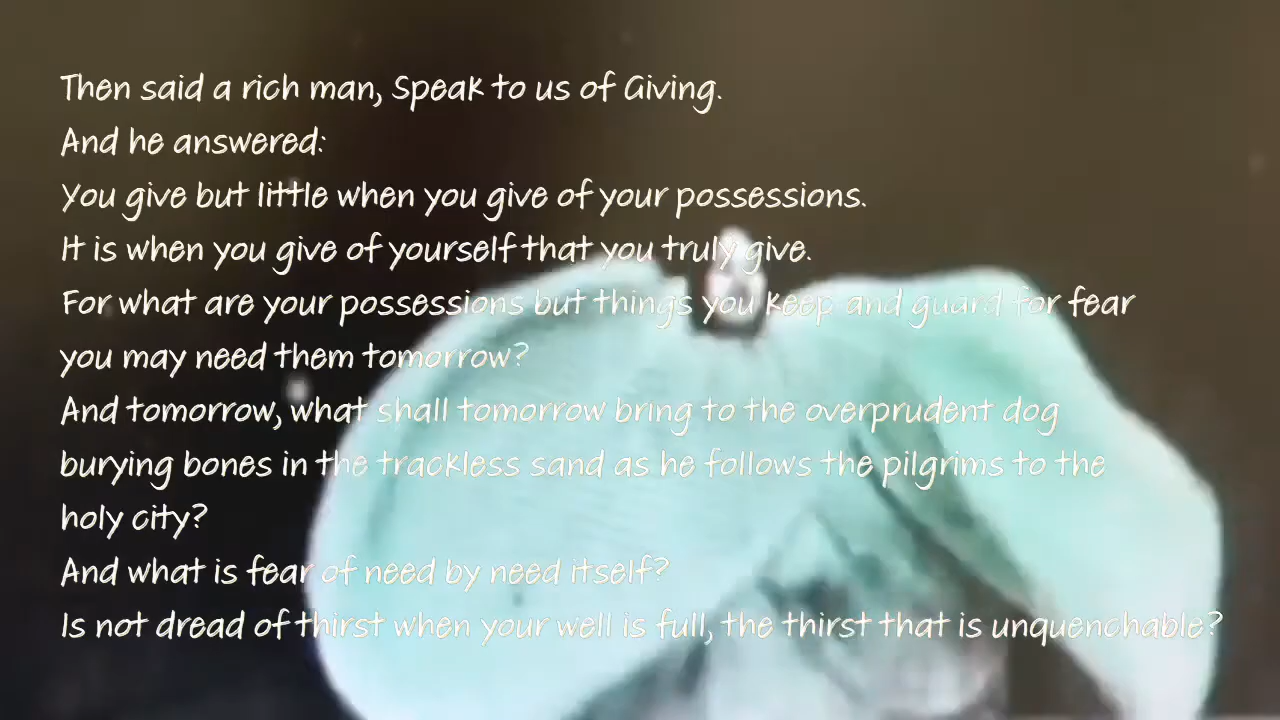 Then said a rich man, Speak to us of Giving.
And he answered:
You give but little when you give of your possessions.
It is when you give of yourself that you truly give.
For what are your possessions but things you keep and guard for fear
you may need them tomorrow?
And tomorrow, what shall tomorrow bring to the overprudent dog
burying bones in the trackless sand as he follows the pilgrims to the
holy city?
And what is fear of need by need itself?
Is not dread of thirst when your well is full, the thirst that is unquenchable?